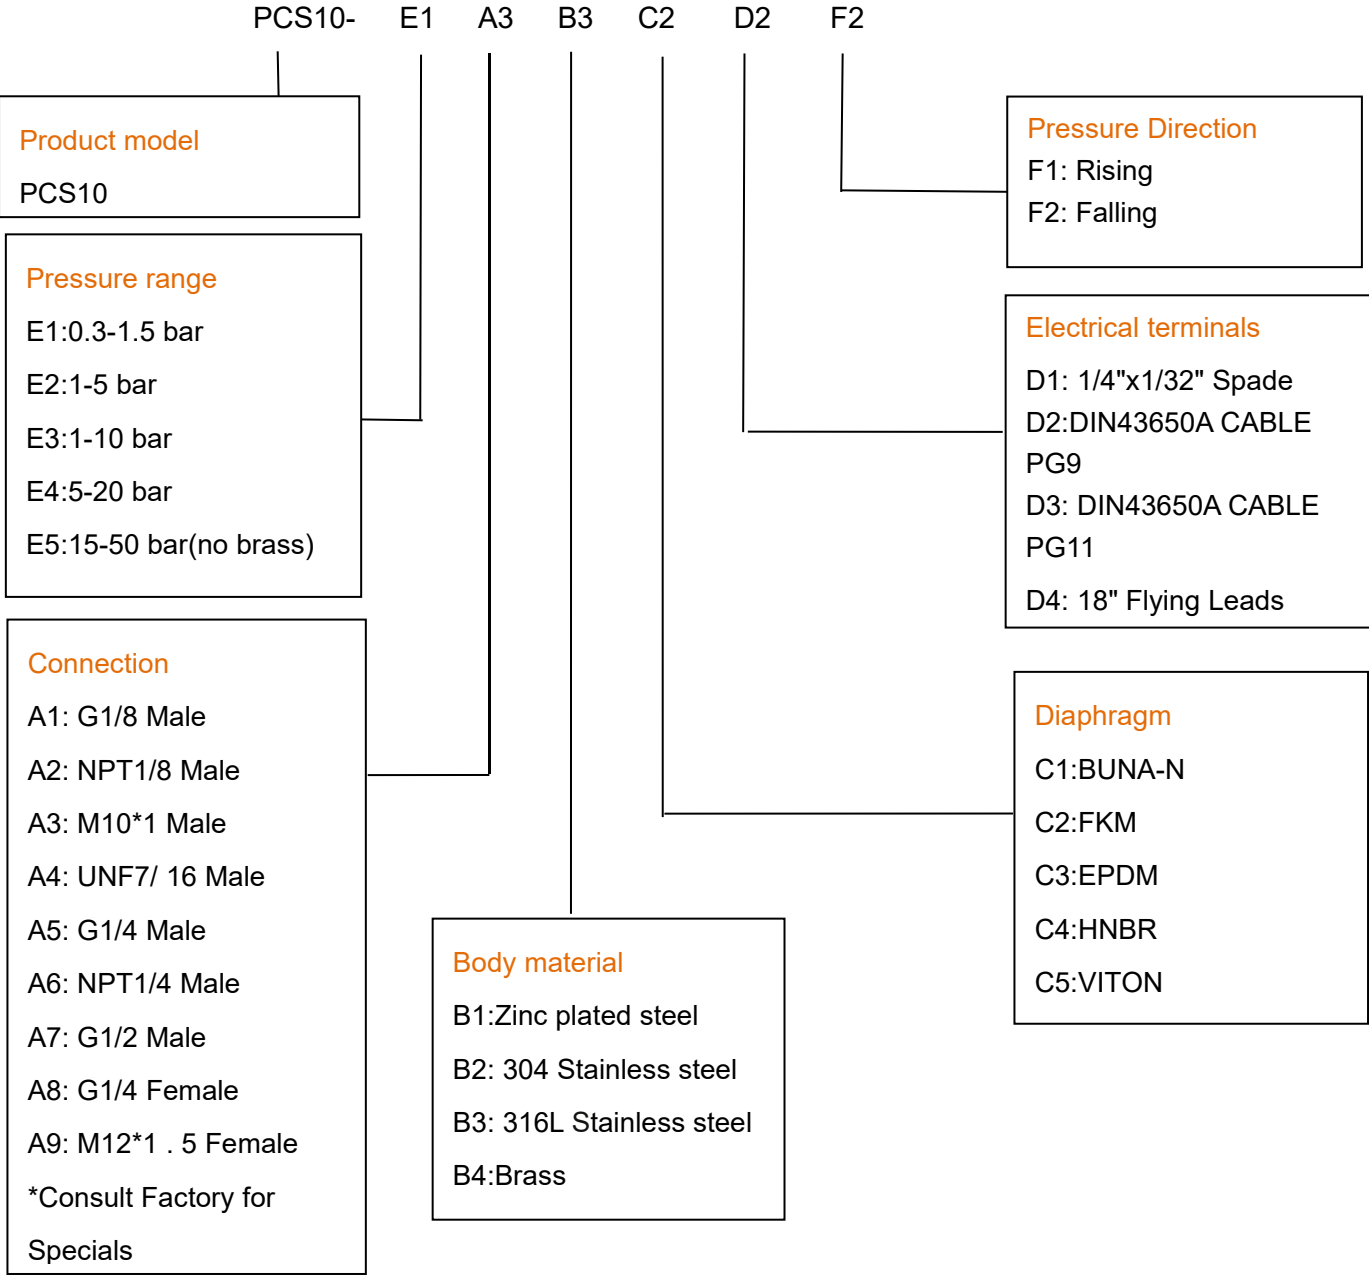 PCS10- E1 A3 B3 C2 D2 F2
Product model
PCS10
Pressure range
E1:0.3-1.5 bar
E2:1-5 bar
E3:1-10 bar
E4:5-20 bar
E5:15-50 bar(no brass)
Connection
A1: G1/8 Male
A2: NPT1/8 Male
A3: M10*1 Male
A4: UNF7/ 16 Male
A5: G1/4 Male
A6: NPT1/4 Male
A7: G1/2 Male
A8: G1/4 Female
A9: M12*1 . 5 Female
*Consult Factory for
Specials
Body material
B1:Zinc plated steel
B2: 304 Stainless steel
B3: 316L Stainless steel
B4:Brass
Pressure Direction
F1: Rising
F2: Falling
Electrical terminals
D1: 1/4"x1/32" Spade
D2:DIN43650A CABLE
PG9
D3: DIN43650A CABLE
PG11
D4: 18" Flying Leads
Diaphragm
C1:BUNA-N
C2:FKM
C3:EPDM
C4:HNBR
C5:VITON